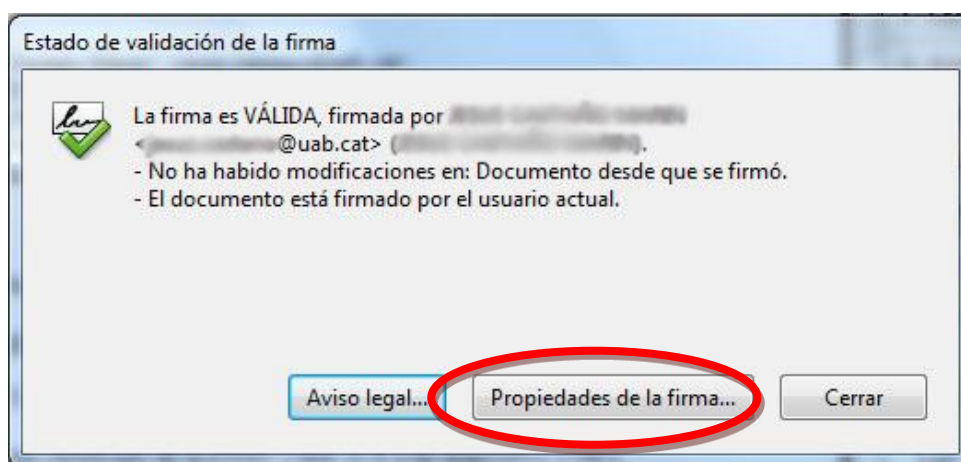 Estado de validación de la firma
La firma es VÁLIDA, firmada por
< @uab.cat> ( ).
- No ha habido modificaciones en: Documento desde que se firmó.
- El documento está firmado por el usuario actual.
Aviso legal... Propiedades de la firma... Cerrar